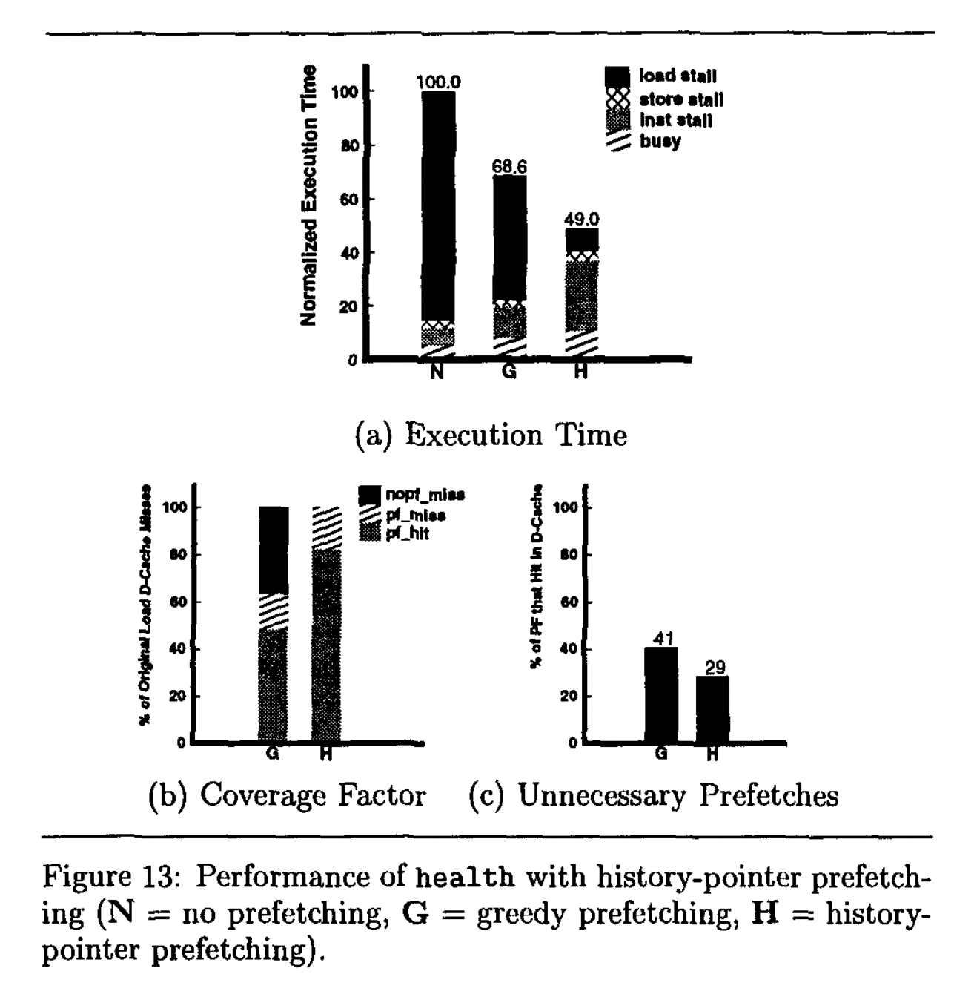 Normalized Execution Time
100
80
60
40
20
0
100.0
68.6
49.0
N
G
H
load stall
store stall
inst stall
busy
(a) Execution Time
% of Original Load D-Cache Misses
100
80
60
40
20
0
G
H
nopf_miss
pf_miss
pf_hit
% of PF that Hit in D-Cache
100
80
60
40
20
0
41
29
G
H
(b) Coverage Factor
(c) Unnecessary Prefetches
Figure 13: Performance of health with history-pointer prefetch-
ing (N = no prefetching, G = greedy prefetching, H = history-
pointer prefetching).